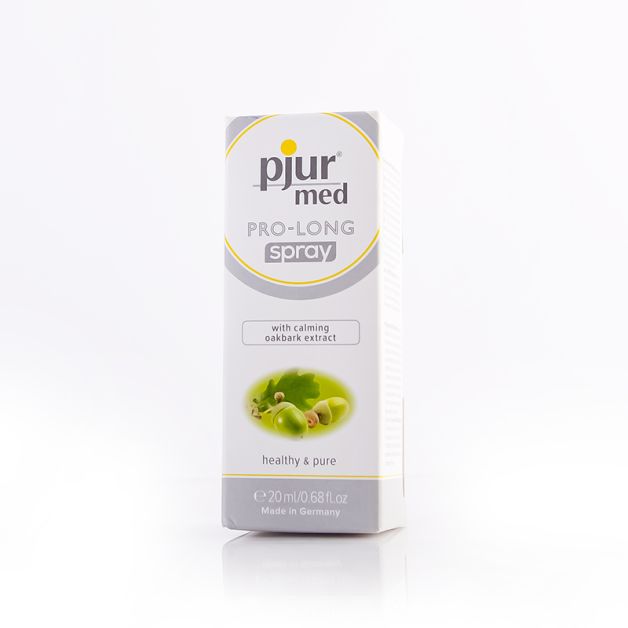 pjur®
med
PRO-LONG
spray
with calming
oakbark extract
healthy & pure
℮ 20 ml/0.68 fl.oz
Made in Germany